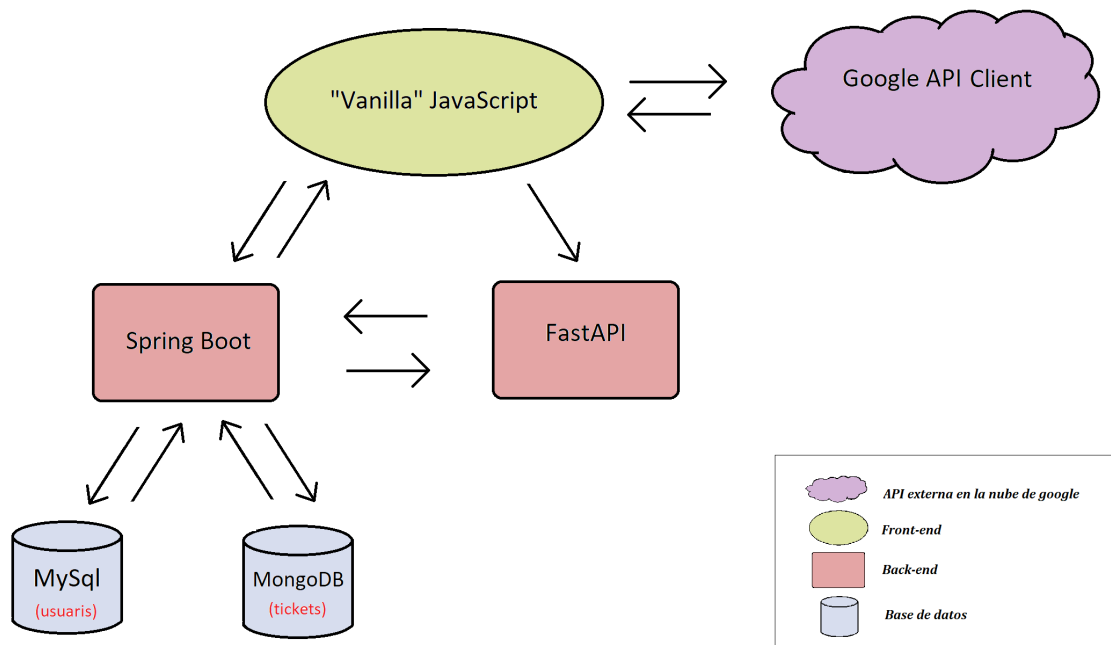 "Vanilla" JavaScript
Google API Client
Spring Boot
FastAPI
MySql
(usuaris)
MongoDB
(tickets)
API externa en la nube de google
Front-end
Back-end
Base de datos